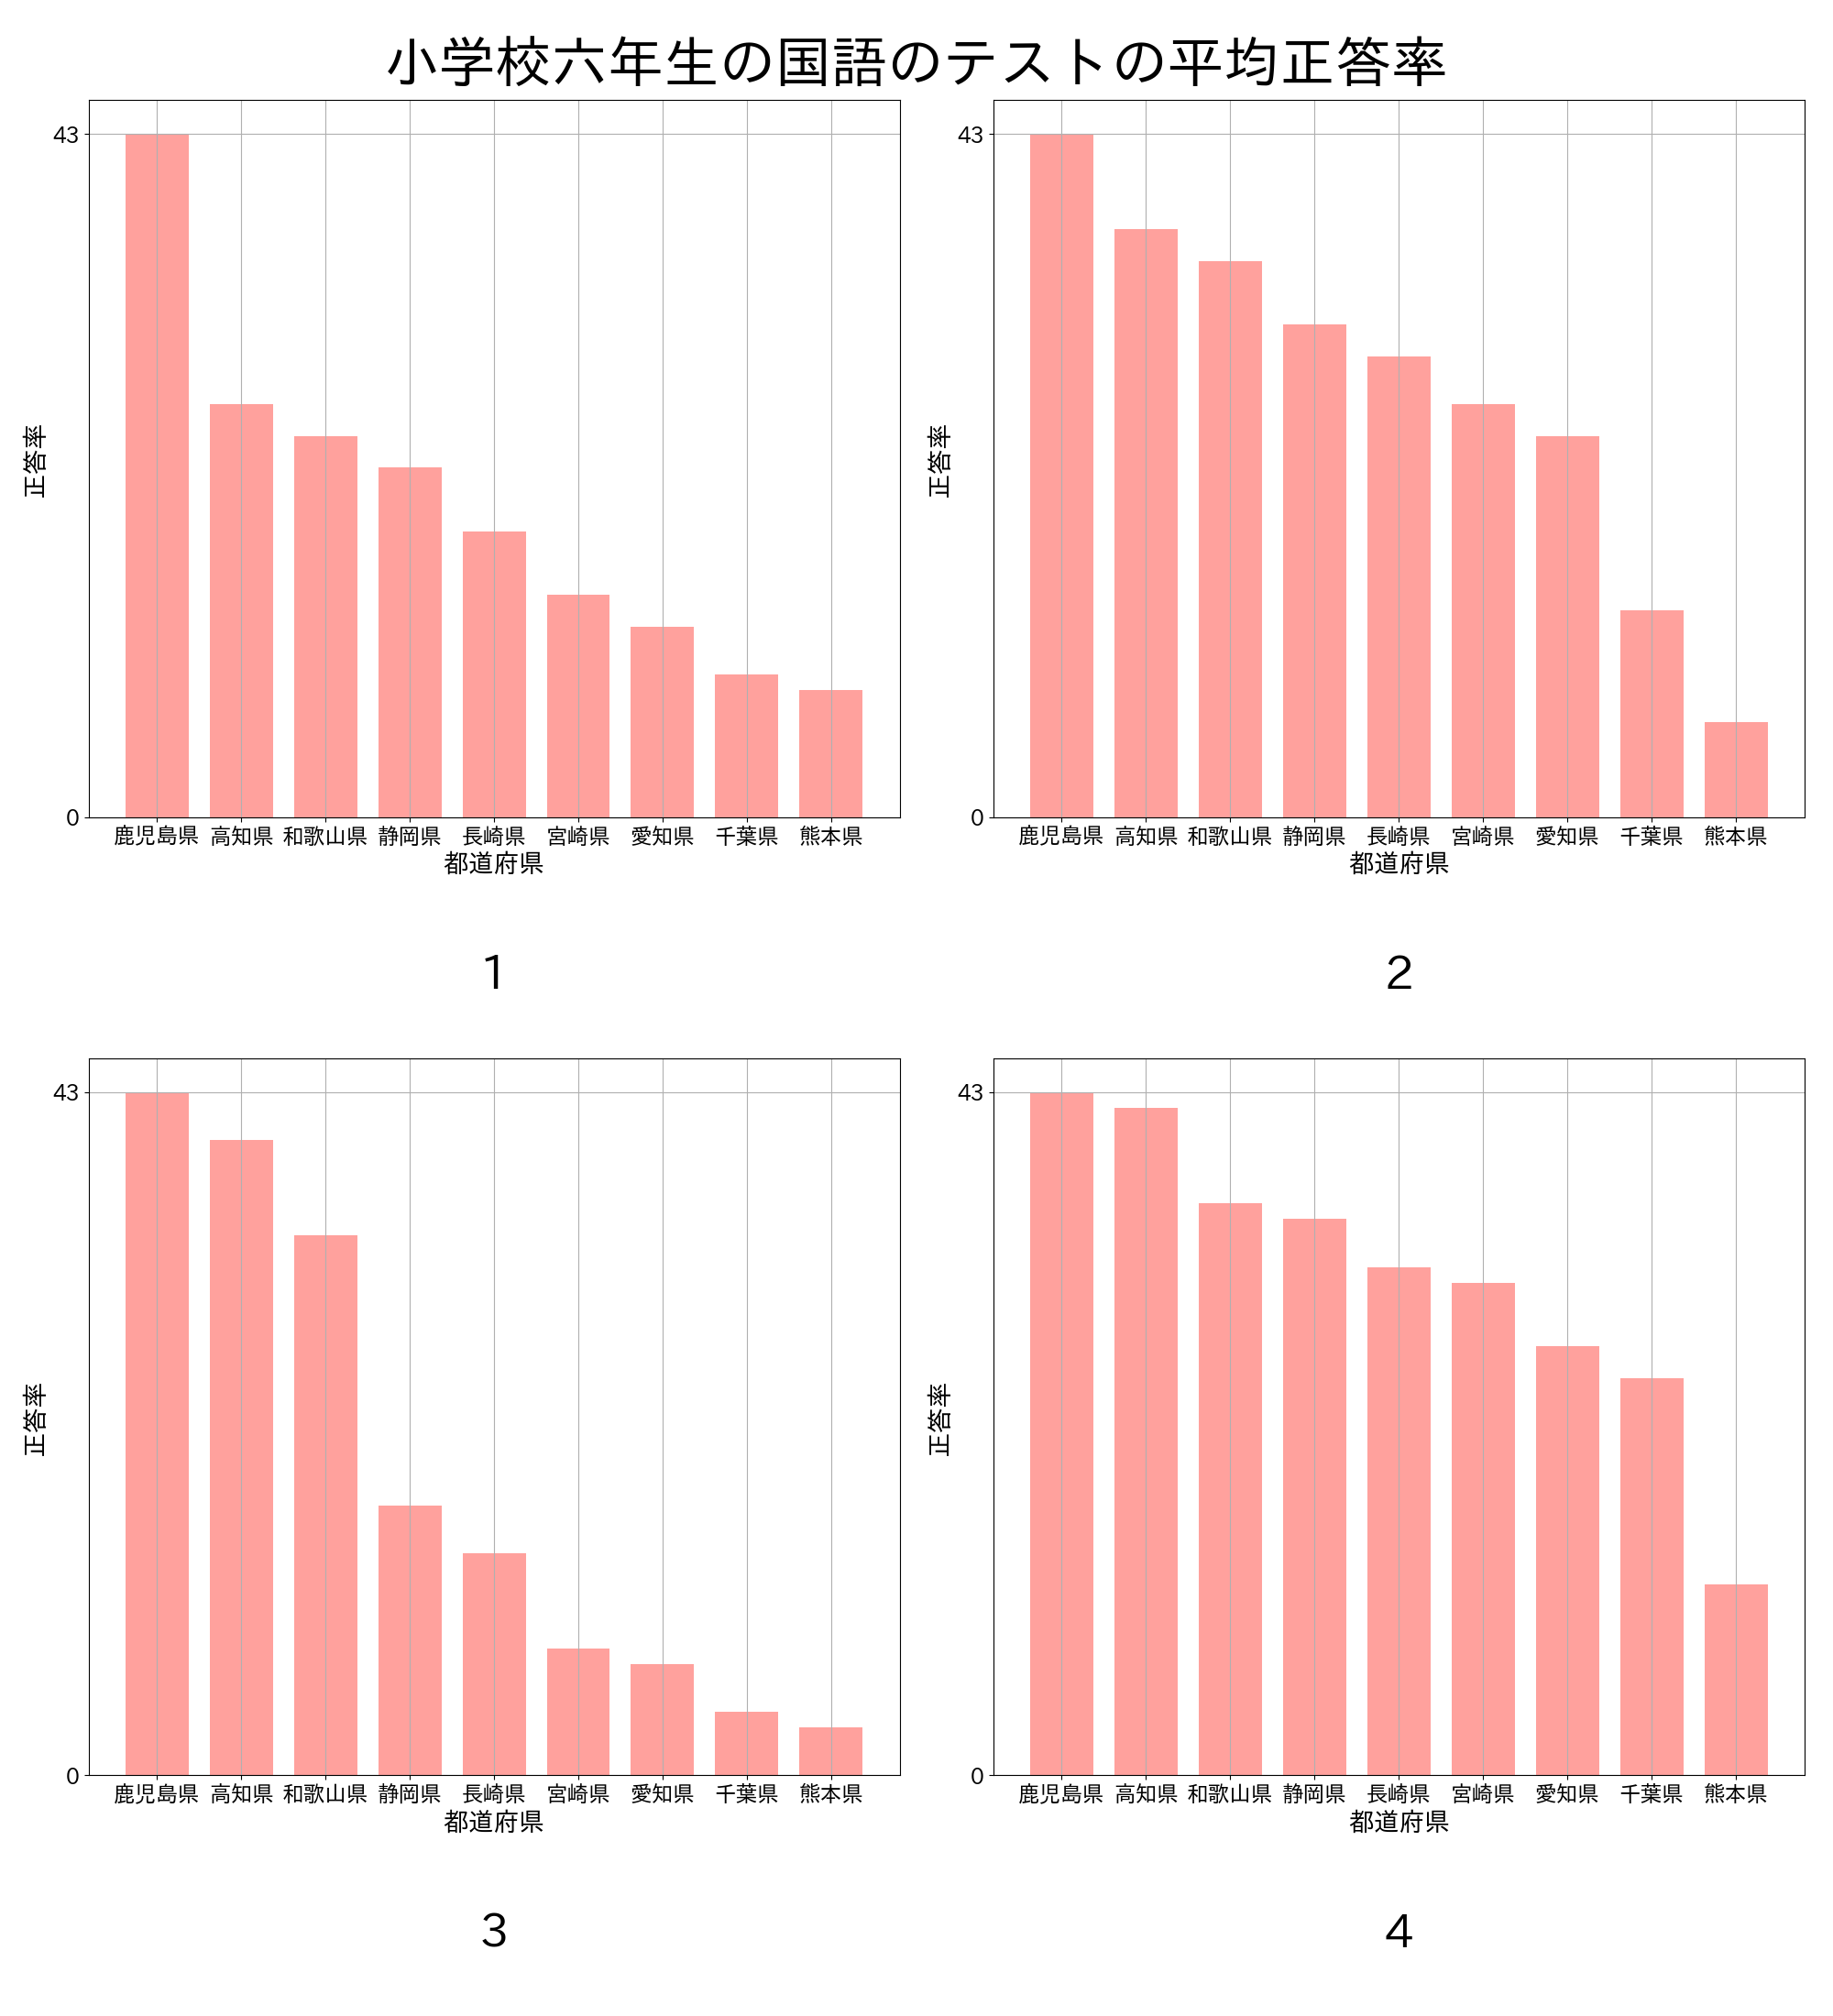 小学校六年生の国語のテストの平均正答率
43
0
正答率
鹿児島県 高知県 和歌山県 静岡県 長崎県 宮崎県 愛知県 千葉県 熊本県
都道府県
1
43
0
正答率
鹿児島県 高知県 和歌山県 静岡県 長崎県 宮崎県 愛知県 千葉県 熊本県
都道府県
2
43
0
正答率
鹿児島県 高知県 和歌山県 静岡県 長崎県 宮崎県 愛知県 千葉県 熊本県
都道府県
3
43
0
正答率
鹿児島県 高知県 和歌山県 静岡県 長崎県 宮崎県 愛知県 千葉県 熊本県
都道府県
4